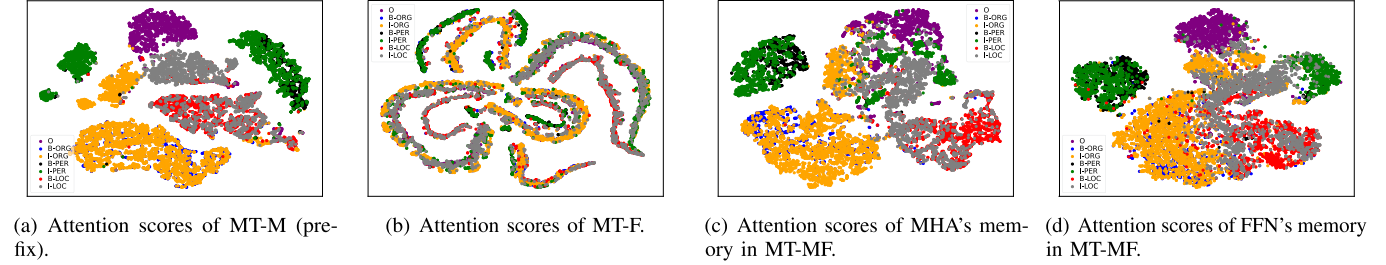 O
B-ORG
I-ORG
B-PER
I-PER
B-LOC
I-LOC
O
B-ORG
I-ORG
B-PER
I-PER
B-LOC
I-LOC
O
B-ORG
I-ORG
B-PER
I-PER
B-LOC
I-LOC
O
B-ORG
I-ORG
B-PER
I-PER
B-LOC
I-LOC
(a) Attention scores of MT-M (pre-
fix).
(b) Attention scores of MT-F.
(c) Attention scores of MHA's mem-
ory in MT-MF.
(d) Attention scores of FFN's memory
in MT-MF.